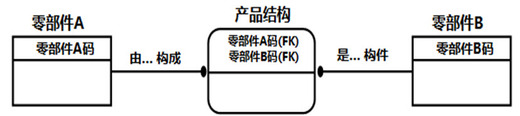 零部件A
产品结构
零部件B
零部件A码
由... 构成
零部件A码(FK)
零部件B码(FK)
是... 构件
零部件B码